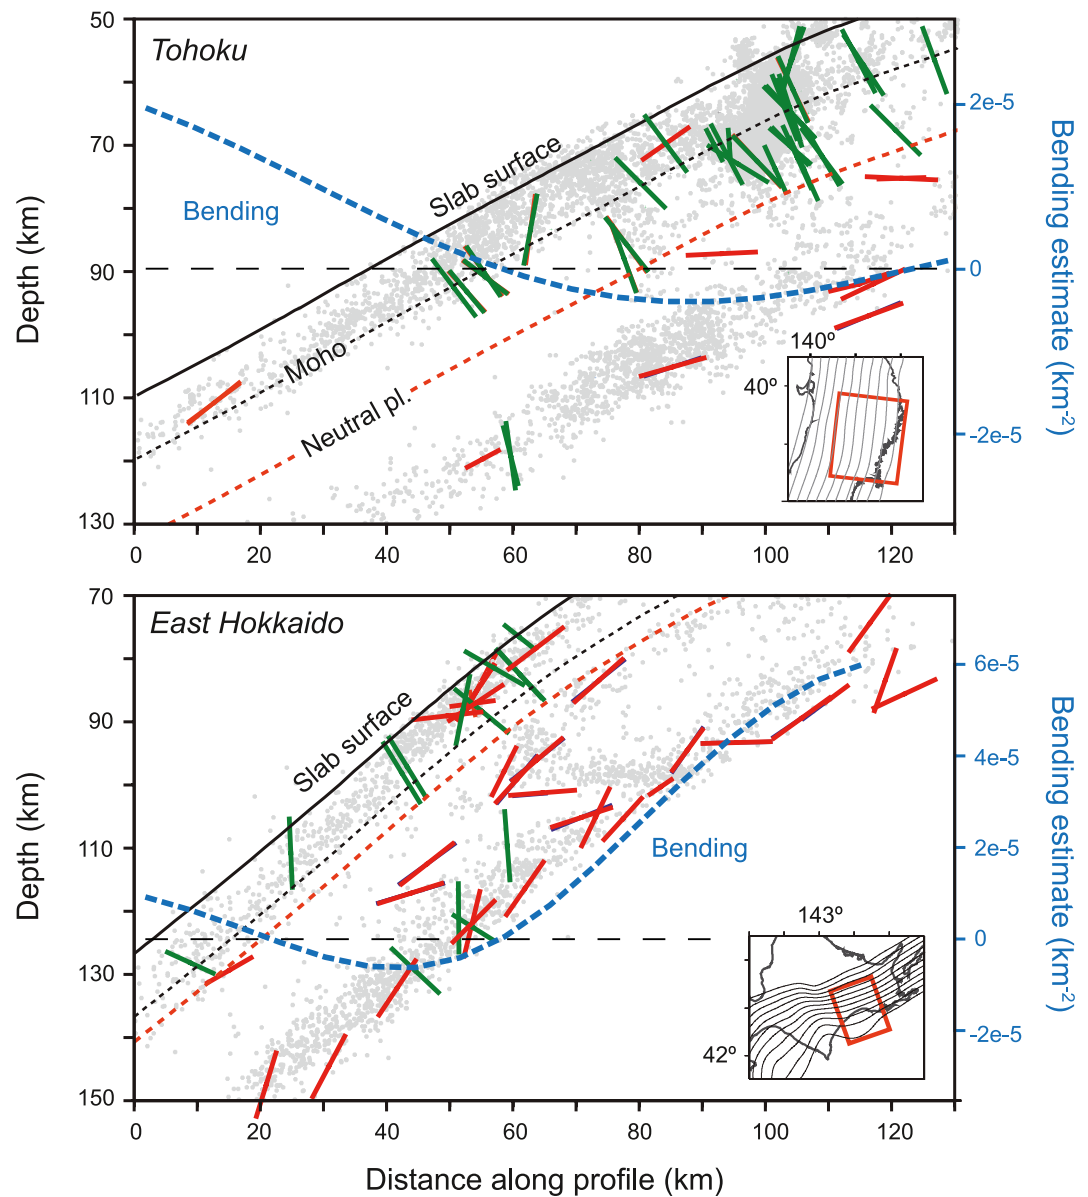 Tohoku
50
70
90
110
130
Depth (km)
Slab surface
Bending
Moho
Neutral pl.
2e-5
0
-2e-5
Bending estimate (km-2)
140º
40º
0
20
40
60
80
100
120
East Hokkaido
70
90
110
130
150
Depth (km)
Slab surface
Bending
6e-5
4e-5
2e-5
0
-2e-5
Bending estimate (km-2)
143º
42º
0
20
40
60
80
100
120
Distance along profile (km)